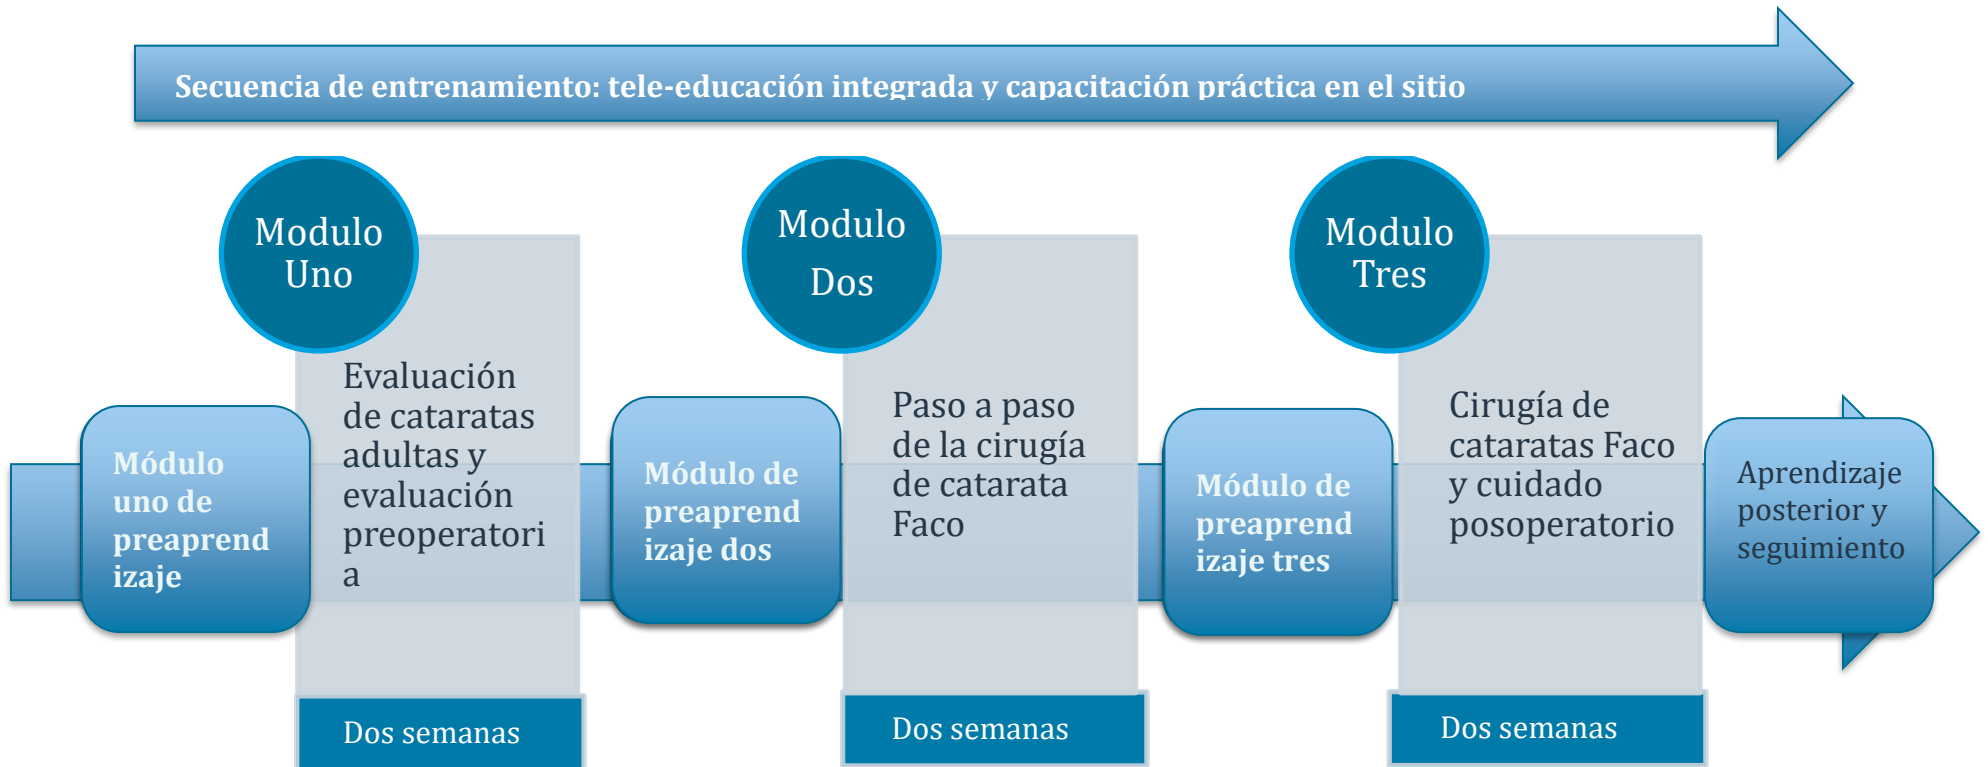 Secuencia de entrenamiento: tele-educación integrada y capacitación práctica en el sitio
Modulo
Uno
Modulo
Dos
Modulo
Tres
Módulo
uno de
preaprend
izaje
Evaluación
de cataratas
adultas y
evaluación
preoperatori
a
Módulo de
preaprend
izaje dos
Paso a paso
de la cirugía
de catarata
Faco
Módulo de
preaprend
izaje tres
Cirugía de
cataratas Faco
y cuidado
posoperatorio
Aprendizaje
posterior y
seguimiento
Dos semanas
Dos semanas
Dos semanas